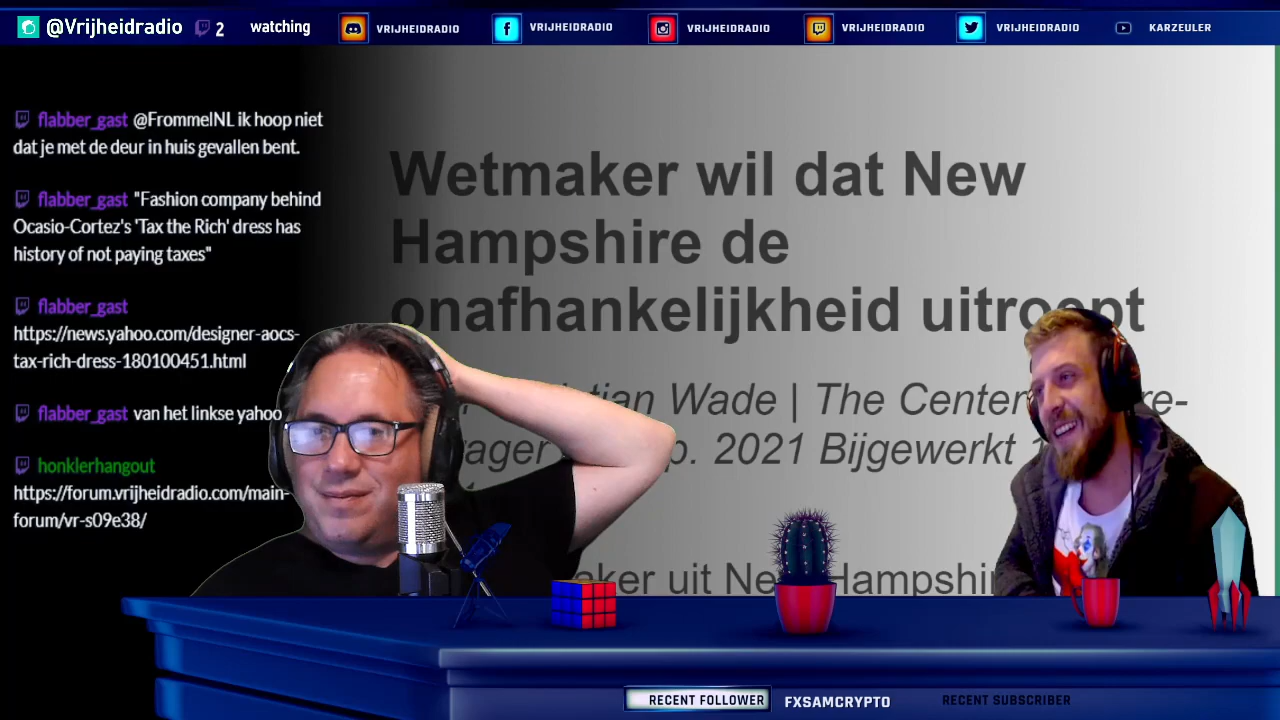 @Vrijheidradio 2 watching
VRIJHEIDRADIO
VRIJHEIDRADIO
VRIJHEIDRADIO
VRIJHEIDRADIO
VRIJHEIDRADIO
KARZEULER
flabber_gast @FrommelNL ik hoop niet
dat je met de deur in huis gevallen bent.
flabber_gast "Fashion company behind
Ocasio-Cortez's 'Tax the Rich' dress has
history of not paying taxes"
flabber_gast
https://news.yahoo.com/designer-aocs-
tax-rich-dress-180100451.html
flabber_gast van het linkse yahoo
honklerhangout
https://forum.vrijheidradio.com/main-
forum/vr-s09e38/
Wetmaker wil dat New
Hampshire de
onafhankelijkheid uitroept
Wade | The Center
2021 Bijgewerkt
uit New Hampshire
RECENT FOLLOWER FXSAMCRYPTO RECENT SUBSCRIBER